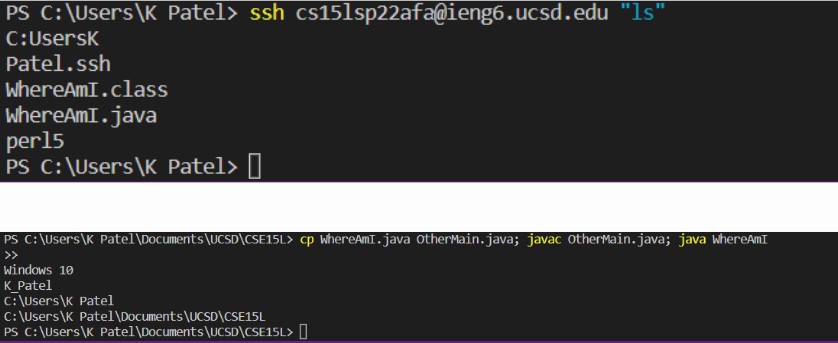 PS C:\Users\K Patel> ssh cs15lsp22afa@ieng6.ucsd.edu "ls"
C:UsersK
Patel.ssh
WhereAmI.class
WhereAmI.java
perl5
PS C:\Users\K Patel>
PS C:\Users\K Patel\Documents\UCSD\CSE15L> cp WhereAmI.java OtherMain.java; javac OtherMain.java; java WhereAmI
>>
Windows 10
K_Patel
C:\Users\K Patel
C:\Users\K Patel\Documents\UCSD\CSE15L
PS C:\Users\K Patel\Documents\UCSD\CSE15L>